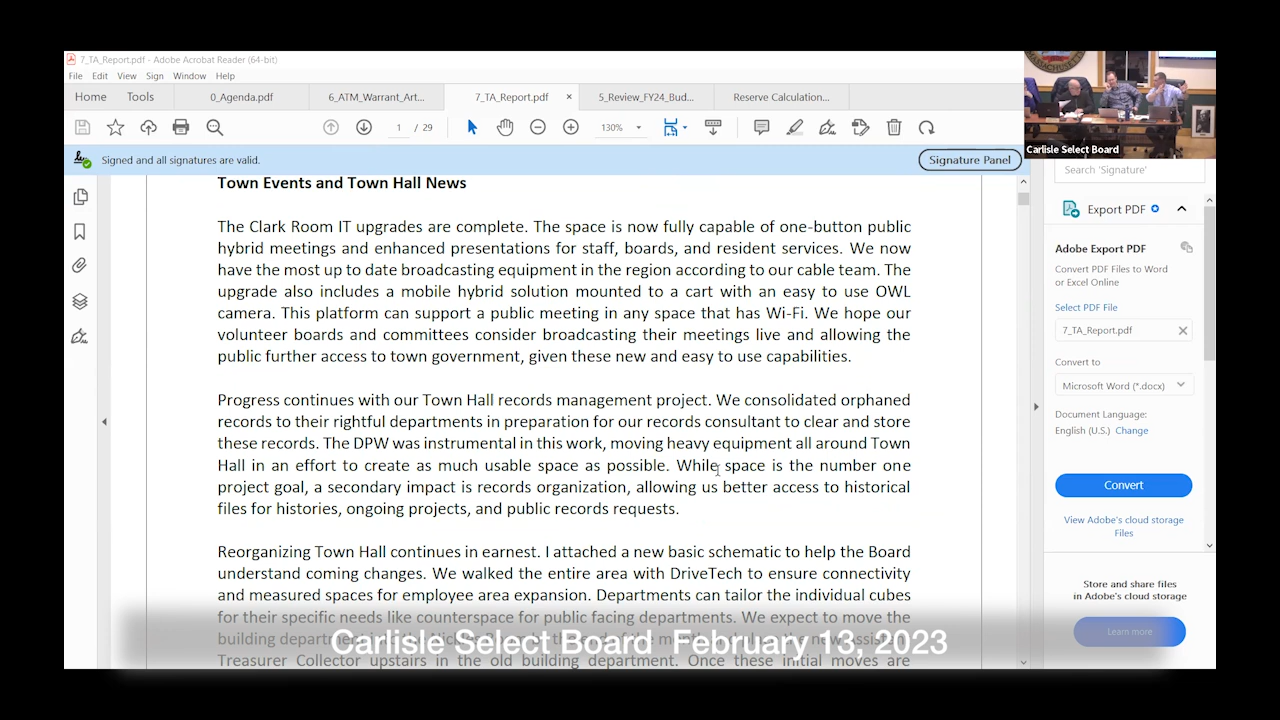 7_TA_Report.pdf - Adobe Acrobat Reader (64-bit)
File Edit View Sign Window Help
Home Tools 0_Agenda.pdf 0_ATM_Warrant_Art... 7_TA_Report.pdf × 5_Review_FY24_Bud... Reserve Calculation...
1 / 29 130%
Carlisle Select Board
Signed and all signatures are valid.
Signature Panel
Search 'Signature'
Export PDF
Adobe Export PDF
Convert PDF Files to Word
or Excel Online
Select PDF File
7_TA_Report.pdf
Convert to
Microsoft Word (*.docx)
Document Language:
English (U.S.) Change
Convert
View Adobe's cloud storage
Files
Store and share files
in Adobe's cloud storage
Learn more
Town Events and Town Hall News
The Clark Room IT upgrades are complete. The space is now fully capable of one-button public
hybrid meetings and enhanced presentations for staff, boards, and resident services. We now
have the most up to date broadcasting equipment in the region according to our cable team. The
upgrade also includes a mobile hybrid solution mounted to a cart with an easy to use OWL
camera. This platform can support a public meeting in any space that has Wi-Fi. We hope our
volunteer boards and committees consider broadcasting their meetings live and allowing the
public further access to town government, given these new and easy to use capabilities.
Progress continues with our Town Hall records management project. We consolidated orphaned
records to their rightful departments in preparation for our records consultant to clear and store
these records. The DPW was instrumental in this work, moving heavy equipment all around Town
Hall in an effort to create as much usable space as possible. While space is the number one
project goal, a secondary impact is records organization, allowing us better access to historical
files for histories, ongoing projects, and public records requests.
Reorganizing Town Hall continues in earnest. I attached a new basic schematic to help the Board
understand coming changes. We walked the entire area with DriveTech to ensure connectivity
and measured spaces for employee area expansion. Departments can tailor the individual cubes
for their specific needs like counterspace for public facing departments. We expect to move the
building
Treasurer Collector upstairs in the old building department. Once these initial moves are
Carlisle Select Board February 13, 2023